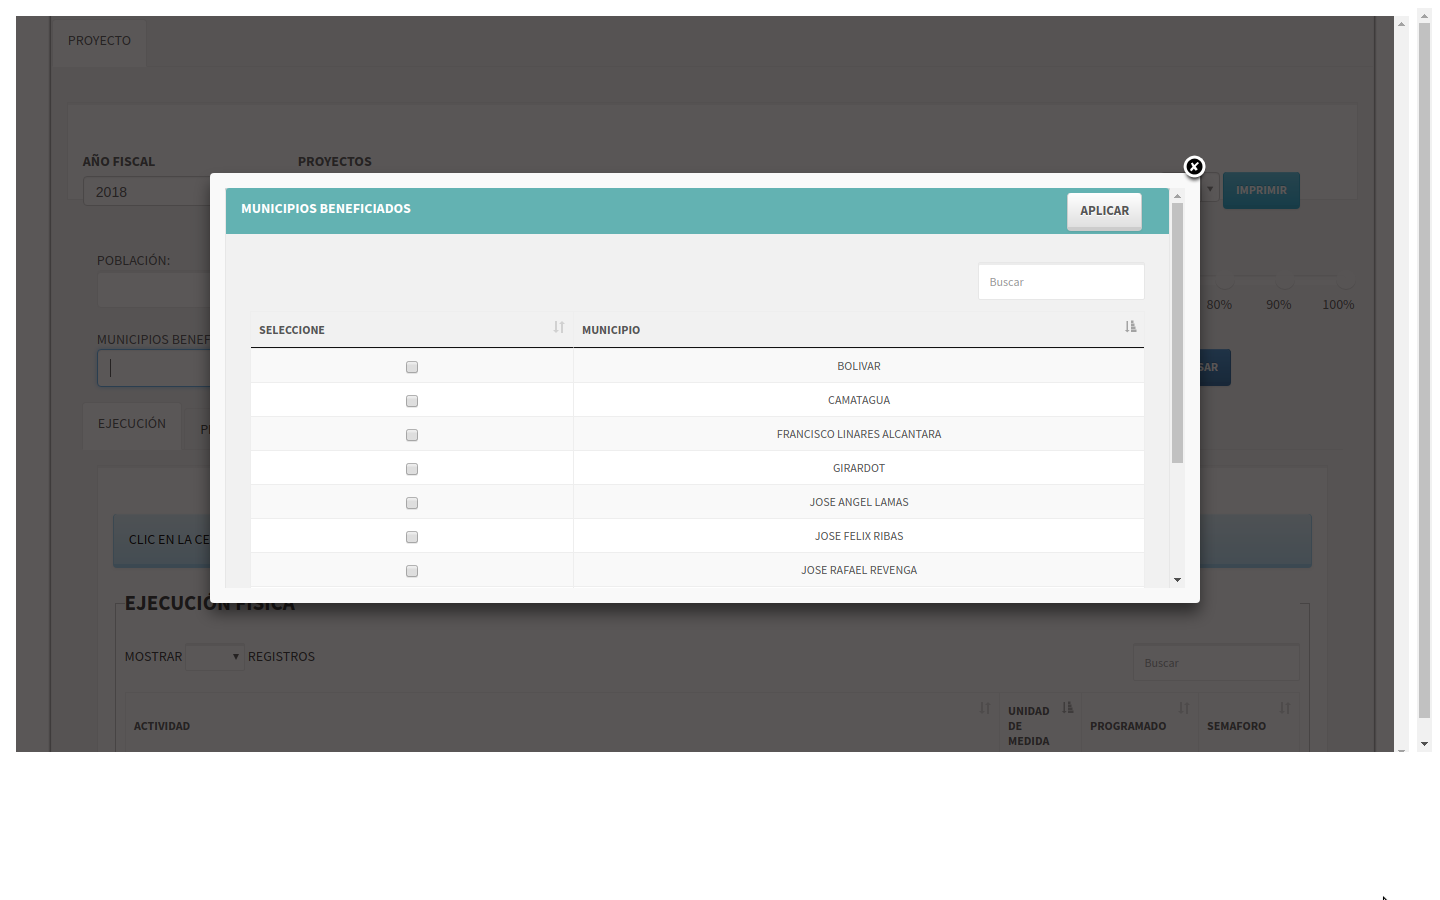 PROYECTO
AÑO FISCAL
PROYECTOS
2018
IMPRIMIR
MUNICIPIOS BENEFICIADOS
APLICAR
POBLACIÓN:
Buscar
80% 90% 100%
SELECCIONE
MUNICIPIO
MUNICIPIOS BENEF
BOLIVAR
SAR
CAMATAGUA
EJECUCIÓN
P
FRANCISCO LINARES ALCANTARA
GIRARDOT
JOSE ANGEL LAMAS
CLIC EN LA CE
JOSE FELIX RIBAS
JOSE RAFAEL REVENGA
EJECUCIÓN FÍSICA
MOSTRAR
REGISTROS
Buscar
ACTIVIDAD
UNIDAD
DE
MEDIDA
PROGRAMADO
SEMAFORO